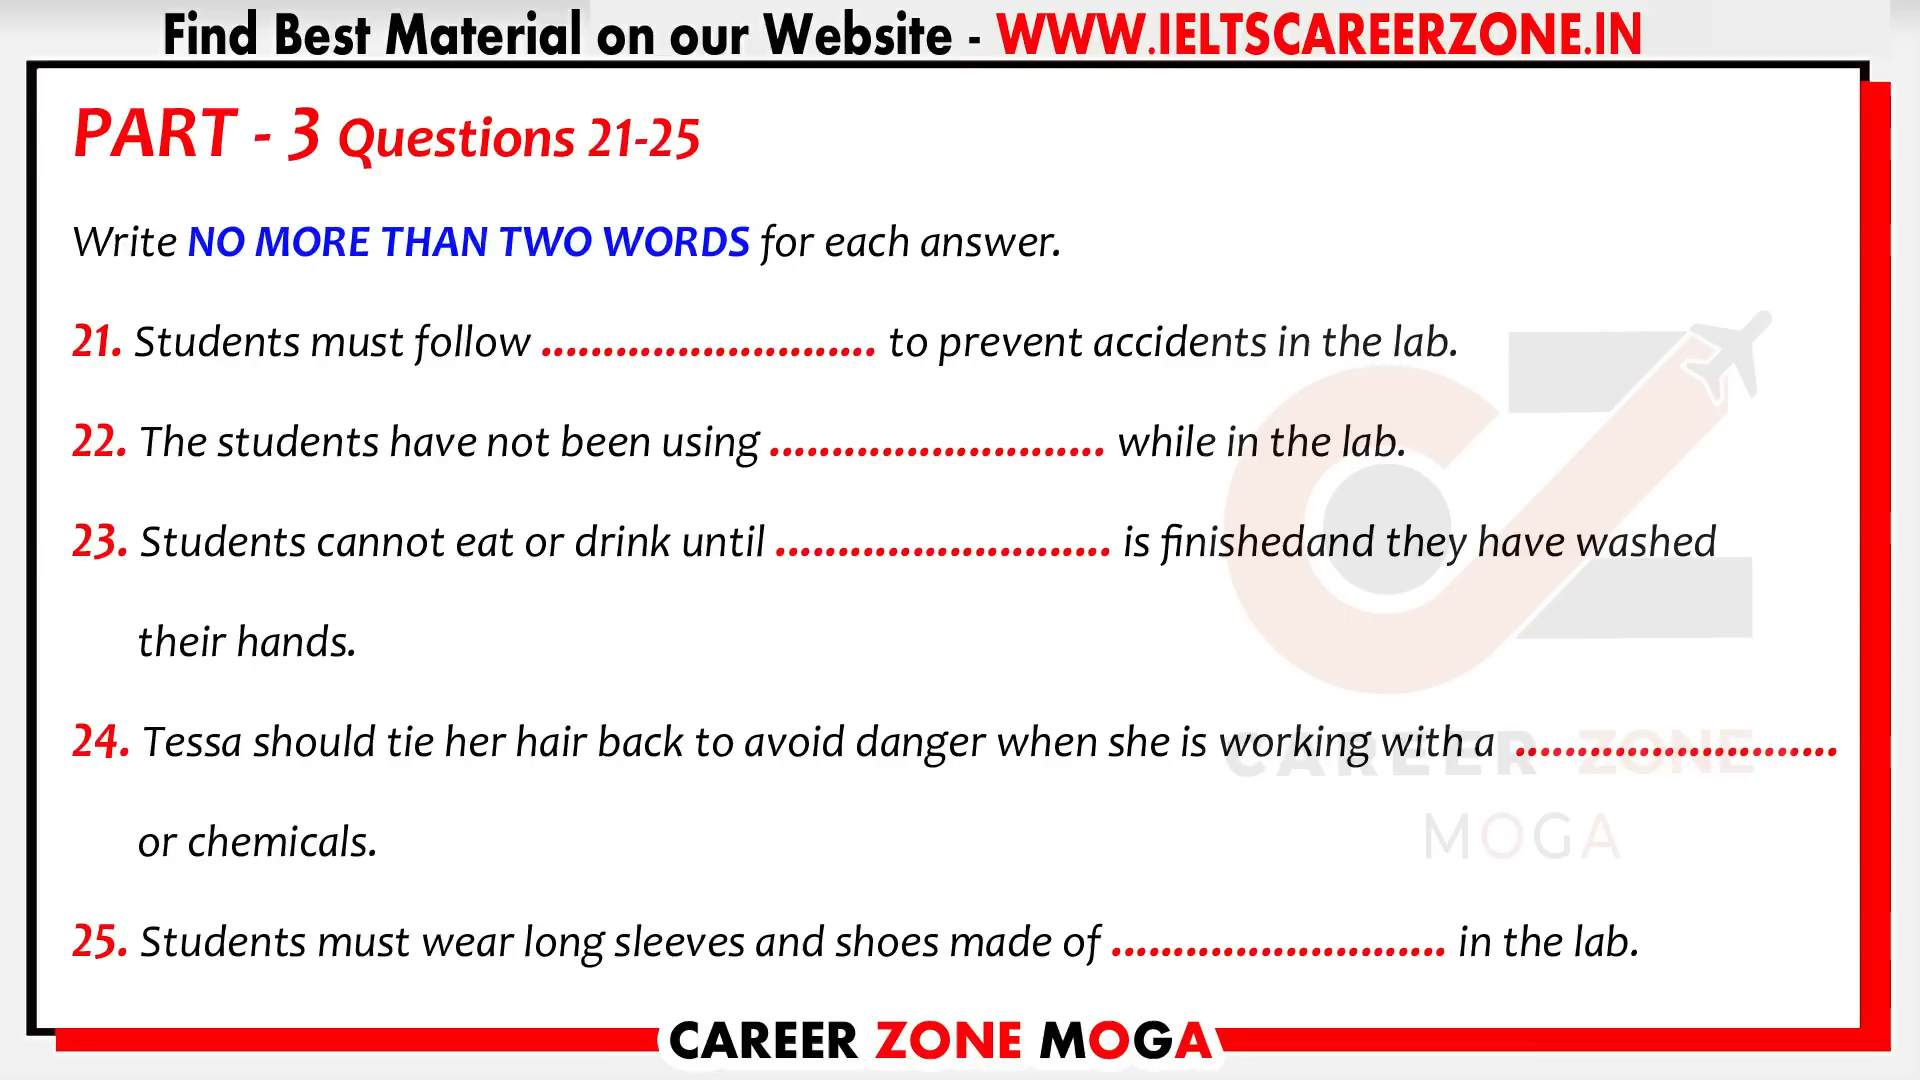 Find Best Material on our Website - WWW.IELTSCAREERZONE.IN
PART - 3 Questions 21-25
Write NO MORE THAN TWO WORDS for each answer.
21. Students must follow ........................... to prevent accidents in the lab.
22. The students have not been using ........................... while in the lab.
23. Students cannot eat or drink until ........................... is finishedand they have washed
their hands.
24. Tessa should tie her hair back to avoid danger when she is working with a ..........................
or chemicals.
25. Students must wear long sleeves and shoes made of ........................... in the lab.
CAREER ZONE
MOGA
CAREER ZONE MOGA